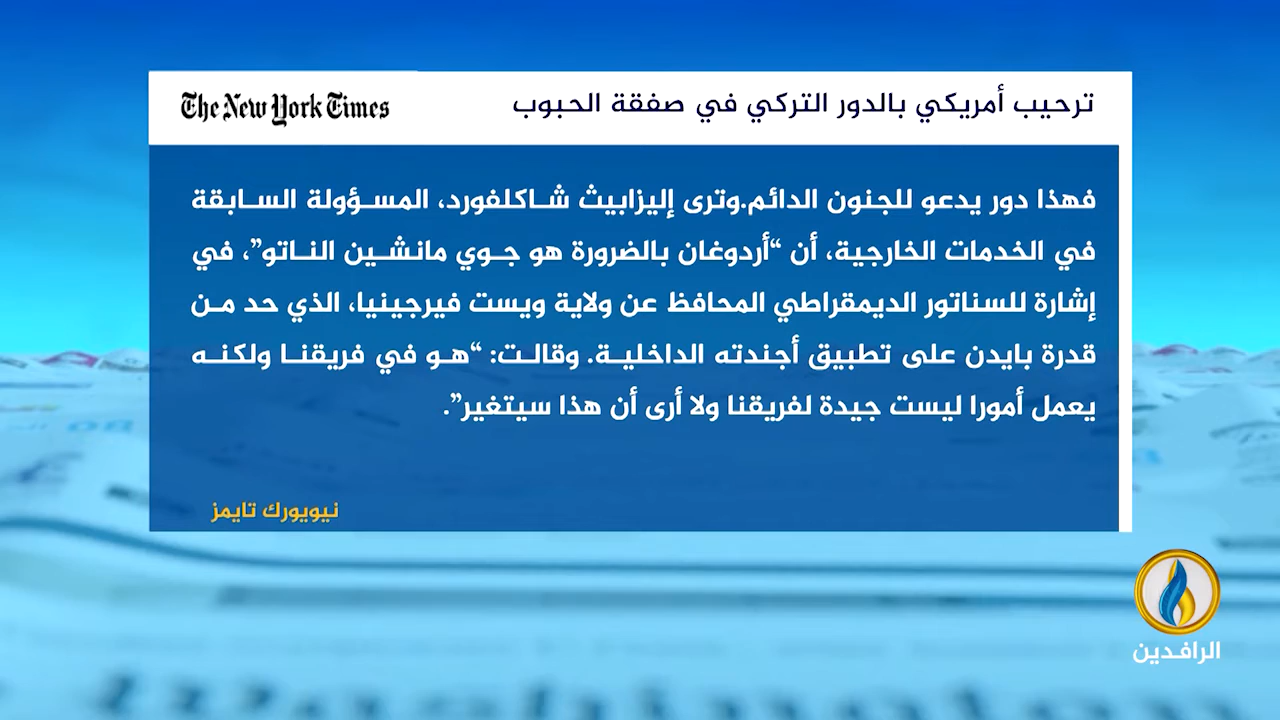 ترحيب أمريكي بالدور التركي في صفقة الحبوب
The New York Times
فهذا دور يدعو للجنون الدائم.وترى إليزابيث شاكلفورد، المسؤولة السابقة
في الخدمات الخارجية، أن “أردوغان بالضرورة هو جوي مانشين الناتو”، في
إشارة للسناتور الديمقراطي المحافظ عن ولاية ويست فيرجينيا، الذي حد من
قدرة بايدن على تطبيق أجندته الداخلية. وقالت: “هو في فريقنا ولكنه
يعمل أمورا ليست جيدة لفريقنا ولا أرى أن هذا سيتغير”.
نيويورك تايمز
الرافدين